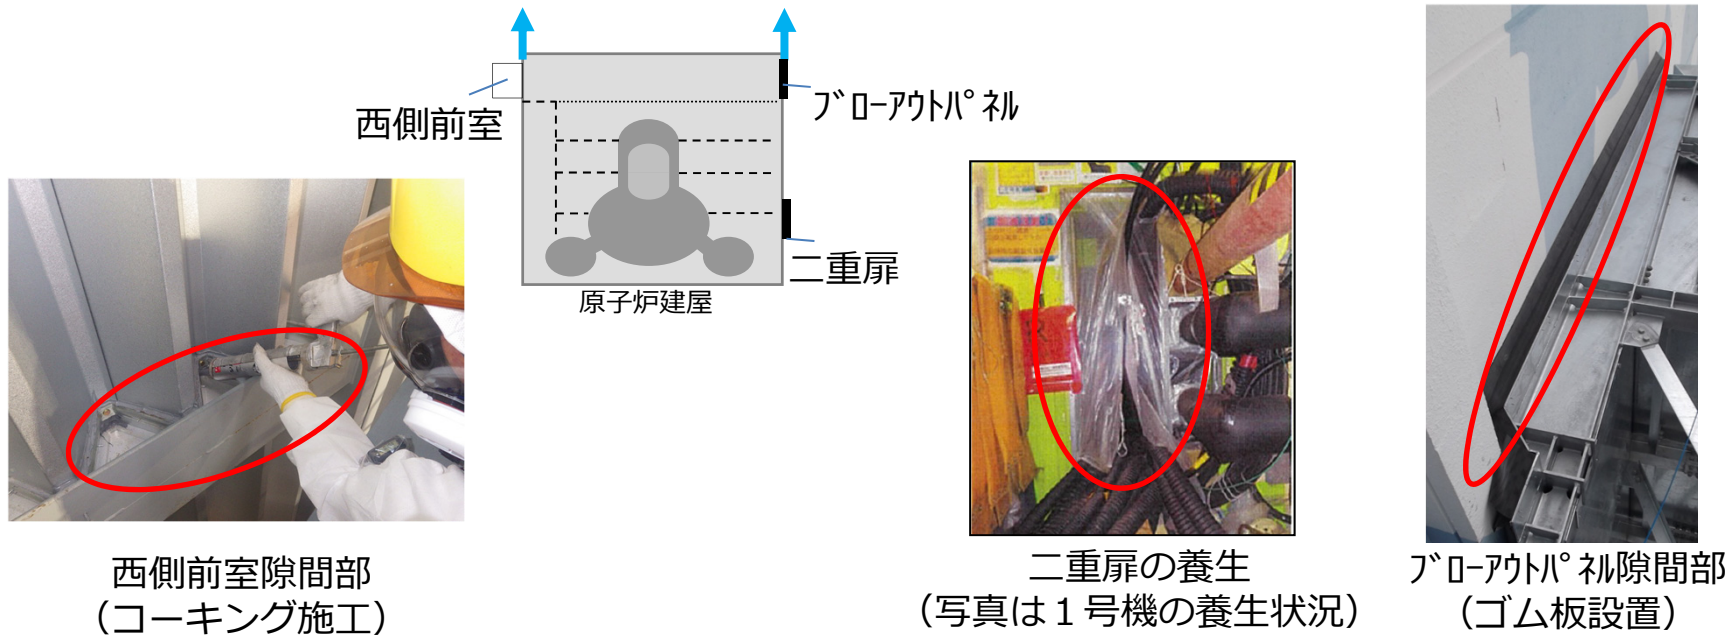 西側前室
ブローアウトパネル
二重扉
原子炉建屋
西側前室隙間部
（コーキング施工）
二重扉の養生
（写真は１号機の養生状況）
ブローアウトパネル隙間部
（ゴム板設置）